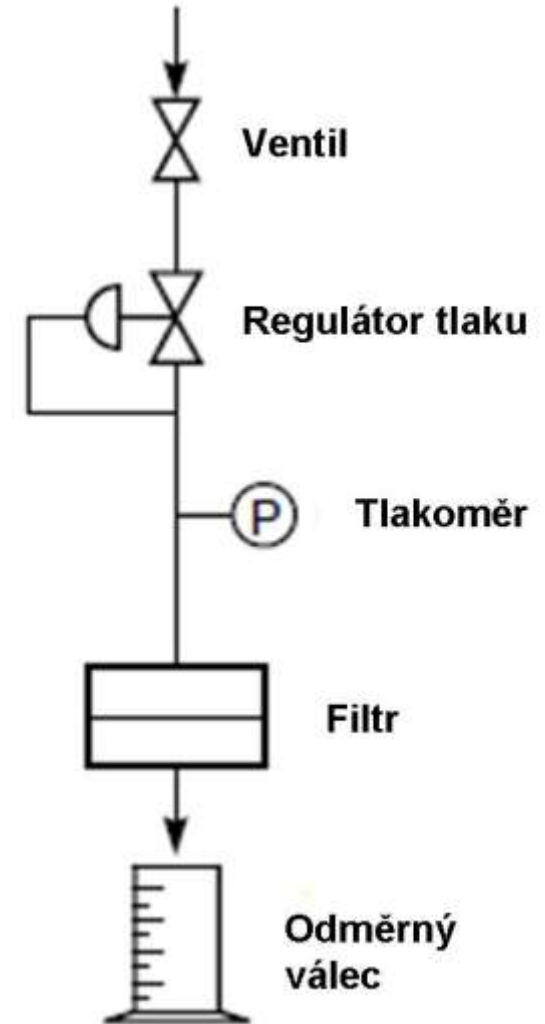 Ventil
Regulátor tlaku
P
Tlakoměr
Filtr
Odměrný
válec